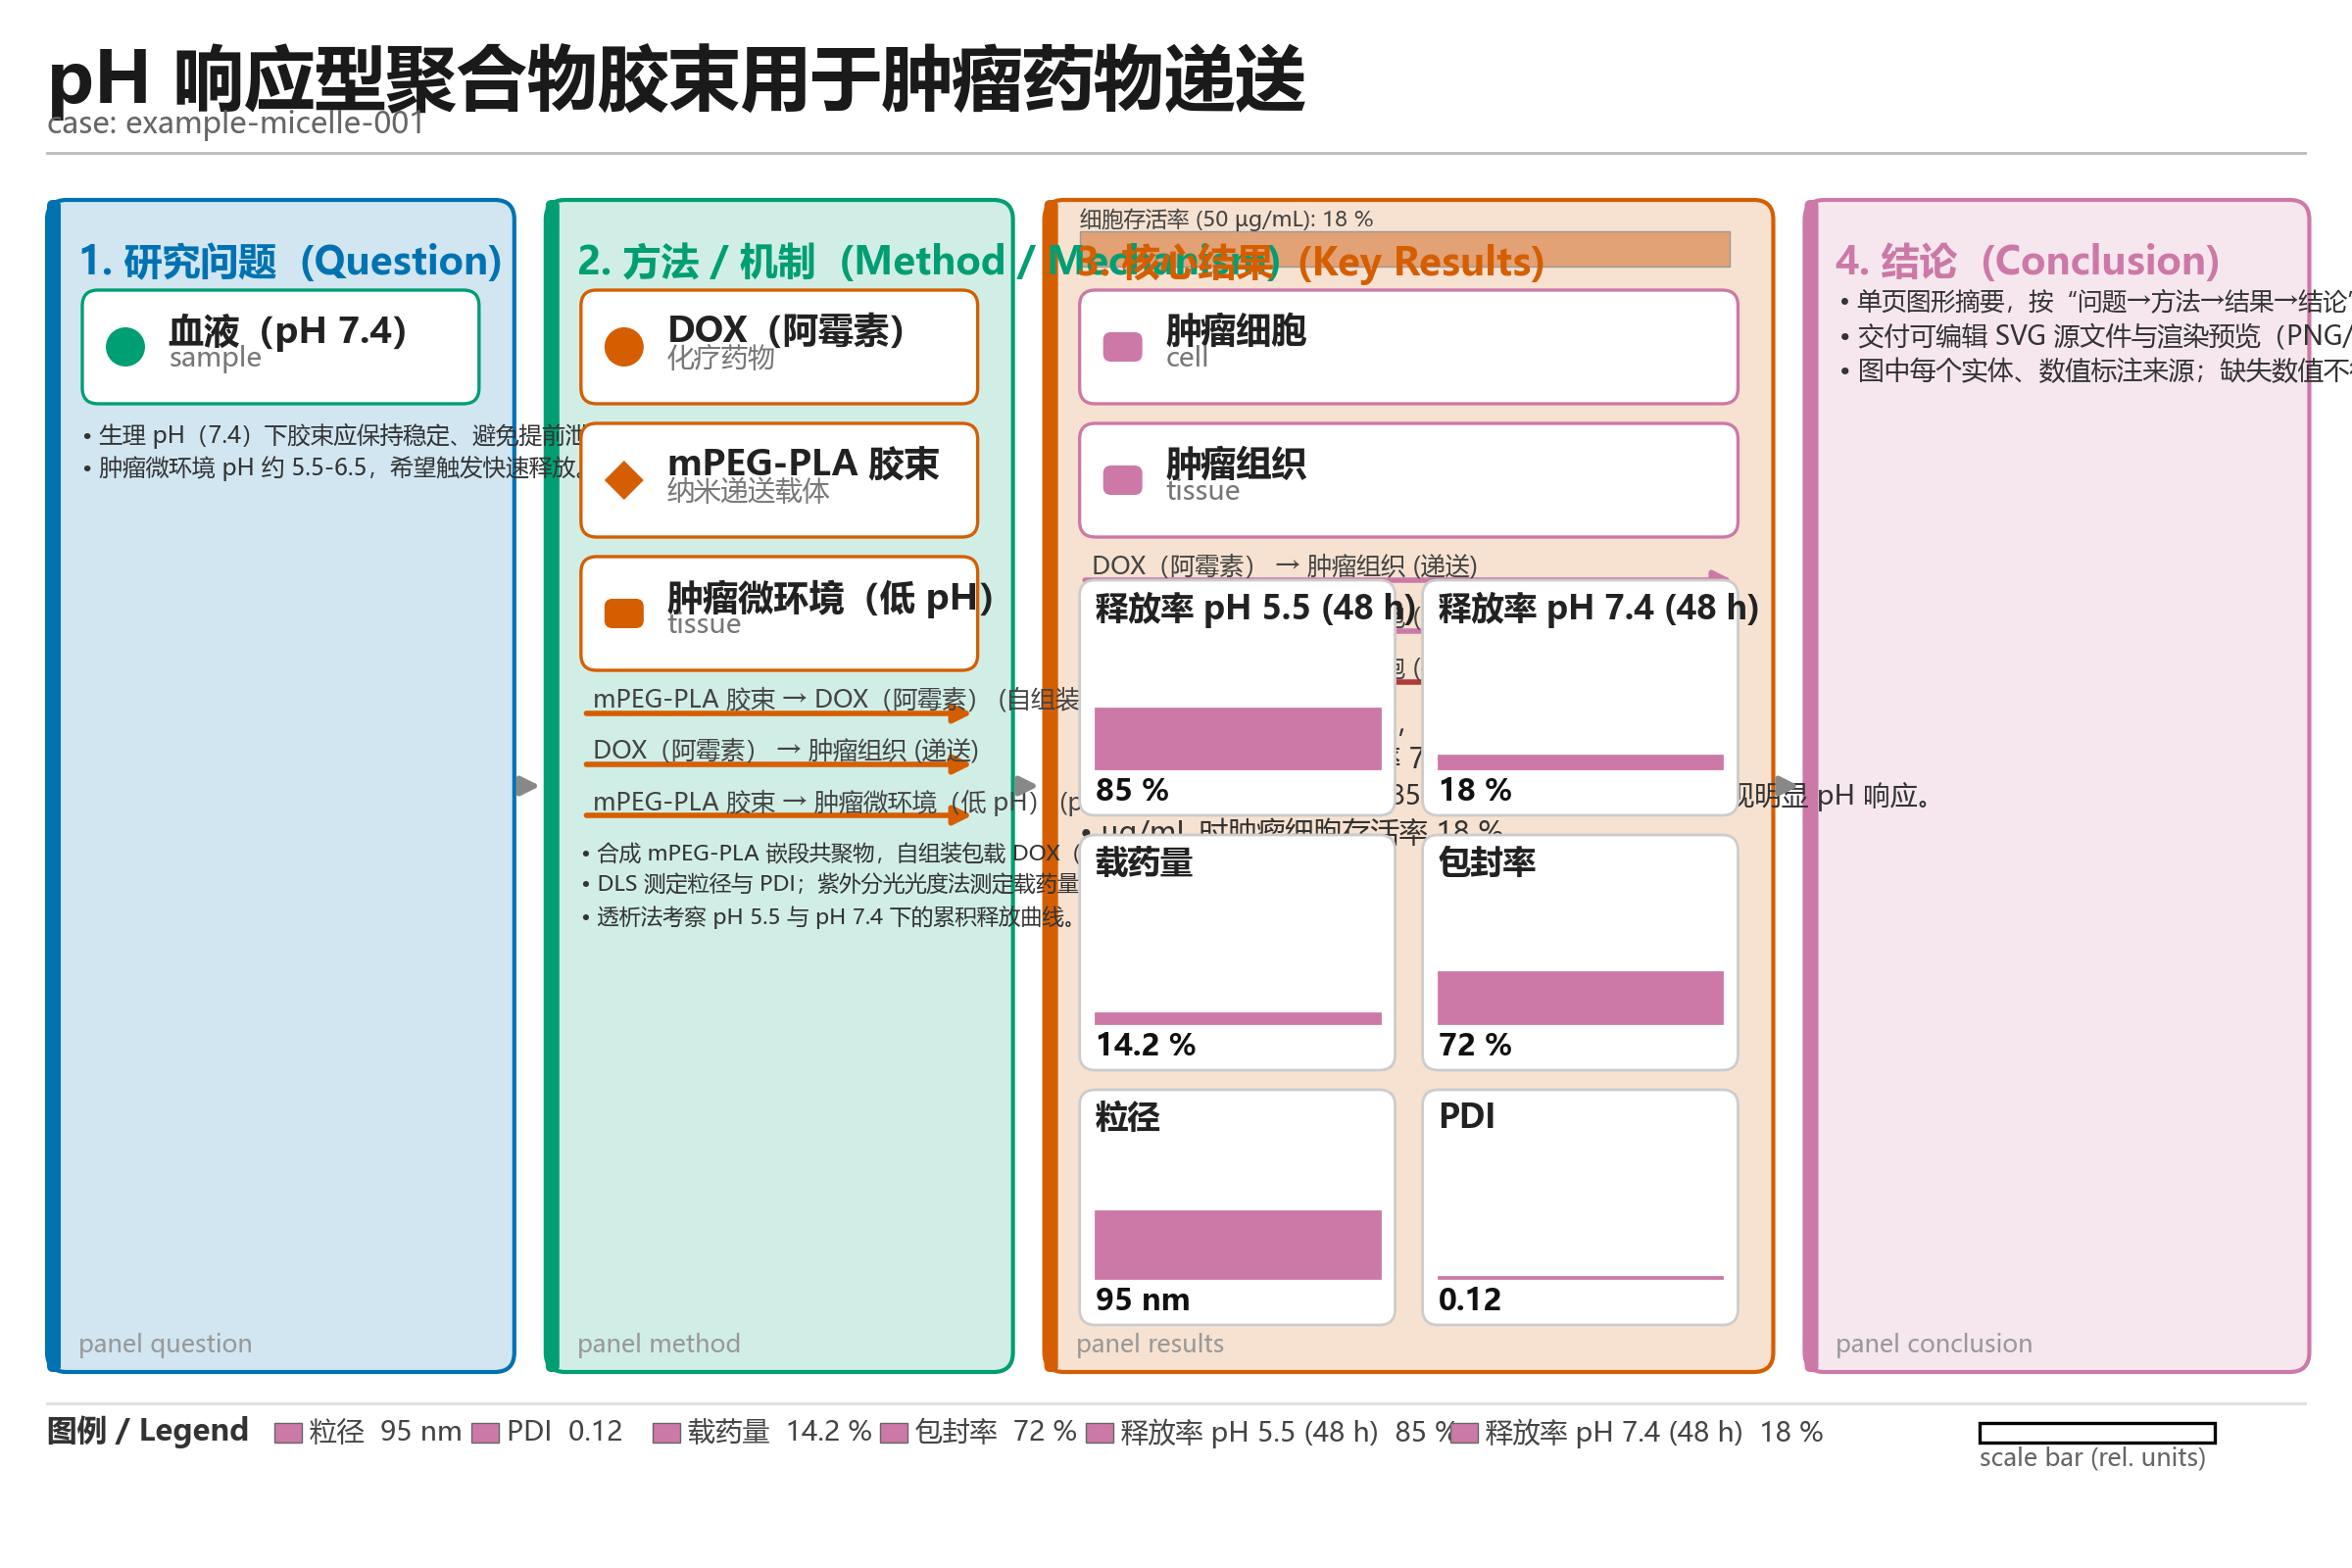 pH 响应型聚合物胶束用于肿瘤药物递送
case: example-micelle-001
1. 研究问题 (Question)
血液（pH 7.4）
sample
• 生理 pH（7.4）下胶束应保持稳定、避免提前泄
• 肿瘤微环境 pH 约 5.5-6.5，希望触发快速释放。
panel question
2. 方法 / 机制 (Method / Mechanism)
DOX（阿霉素）
化疗药物
mPEG-PLA 胶束
纳米递送载体
肿瘤微环境（低 pH）
tissue
mPEG-PLA 胶束 → DOX（阿霉素） (自组装
DOX（阿霉素） → 肿瘤组织 (递送)
mPEG-PLA 胶束 → 肿瘤微环境（低 pH） (p
• 合成 mPEG-PLA 嵌段共聚物，自组装包载 DOX（
• DLS 测定粒径与 PDI；紫外分光光度法测定载药量
• 透析法考察 pH 5.5 与 pH 7.4 下的累积释放曲线。
panel method
细胞存活率 (50 µg/mL): 18 %
3. 核心结果 (Key Results)
肿瘤细胞
cell
肿瘤组织
tissue
DOX（阿霉素） → 肿瘤组织 (递送)
释放率 pH 5.5 (48 h)
85 %
释放率 pH 7.4 (48 h)
18 %
现明显 pH 响应。
• µg/mL 时肿瘤细胞存活率 18 %
载药量
14.2 %
包封率
72 %
粒径
95 nm
PDI
0.12
panel results
4. 结论 (Conclusion)
• 单页图形摘要，按“问题→方法→结果→结论”
• 交付可编辑 SVG 源文件与渲染预览（PNG/
• 图中每个实体、数值标注来源；缺失数值不
panel conclusion
图例 / Legend
粒径 95 nm
PDI 0.12
载药量 14.2 %
包封率 72 %
释放率 pH 5.5 (48 h) 85 %
释放率 pH 7.4 (48 h) 18 %
scale bar (rel. units)